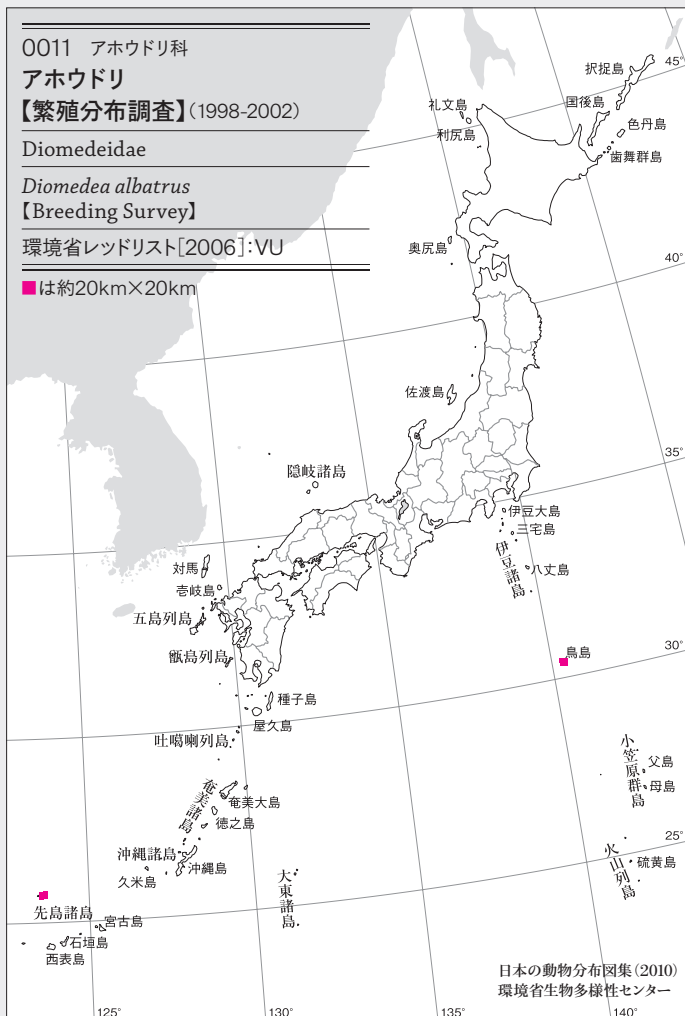 0011 アホウドリ科
アホウドリ
【繁殖分布調査】(1998-2002)
Diomedeidae
Diomedea albatrus
【Breeding Survey】
環境省レッドリスト[2006]:VU
■は約20km×20km
択捉島
45°
国後島
礼文島
色丹島
利尻島
歯舞群島
奥尻島
40°
佐渡島
35°
隠岐諸島
伊豆大島
三宅島
伊豆諸島
八丈島
対馬
壱岐島
五島列島
甑島列島
鳥島
30°
種子島
屋久島
吐噶喇列島
小笠原群島
父島
母島
奄美諸島
奄美大島
徳之島
25°
沖縄諸島
沖縄島
久米島
火山列島
硫黄島
大東諸島
先島諸島
宮古島
石垣島
西表島
日本の動物分布図集(2010)
環境省生物多様性センター
125°
130°
135°
140°